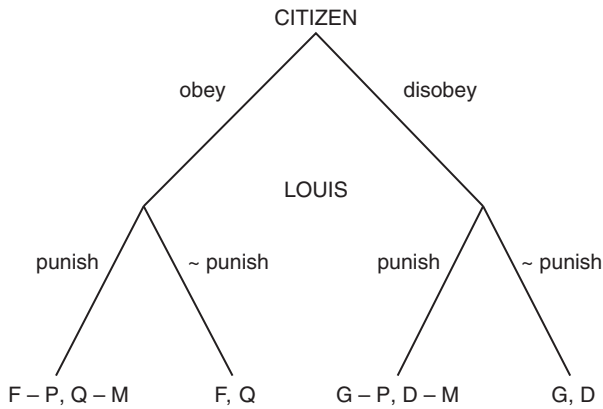 CITIZEN
obey disobey
LOUIS
punish ~ punish punish ~ punish
F – P, Q – M F, Q G – P, D – M G, D